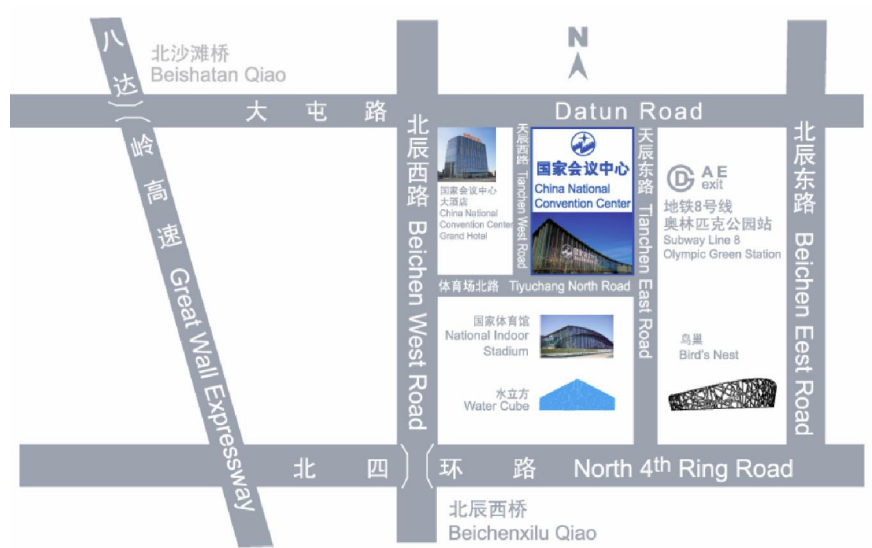 N
北沙滩桥
Beishatan Qiao
八达岭高速 Great Wall Expressway
大屯路 Datun Road
北辰西路 Beichen West Road
天辰西路 Tianchen West Road
天辰东路 Tianchen East Road
北辰东路 Beichen Eest Road
国家会议中心
大酒店
China National
Convention Center
Grand Hotel
国家会议中心
China National
Convention Center
A E
exit
地铁8号线
奥林匹克公园站
Subway Line 8
Olympic Green Station
体育场北路 Tiyuchang North Road
国家体育馆
National Indoor
Stadium
水立方
Water Cube
鸟巢
Bird's Nest
北四环路 North 4th Ring Road
北辰西桥
Beichenxilu Qiao